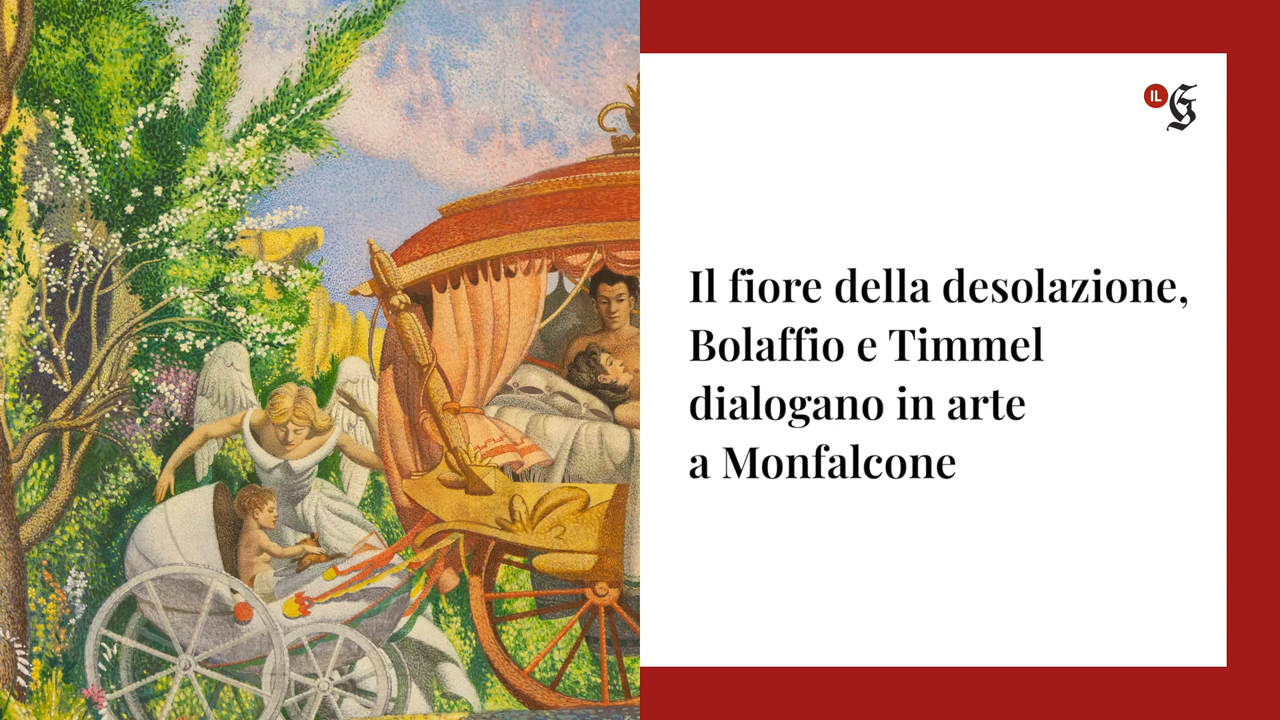 IL
G
Il fiore della desolazione,
Bolaffio e Timmel
dialogano in arte
a Monfalcone